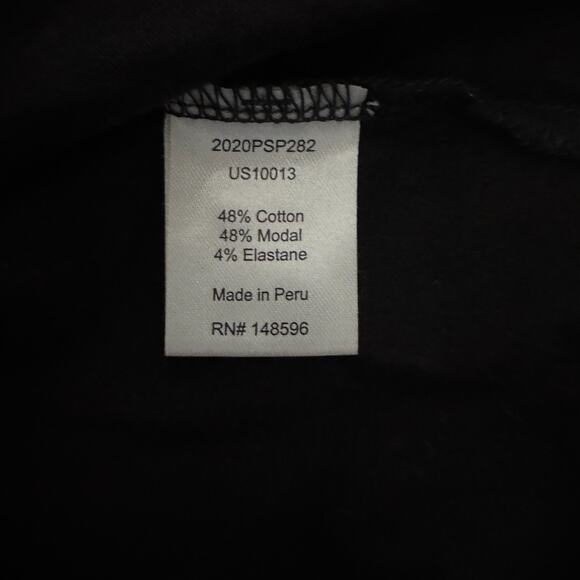 2020PSP282
US10013
48% Cotton
48% Modal
4% Elastane
Made in Peru
RN# 148596